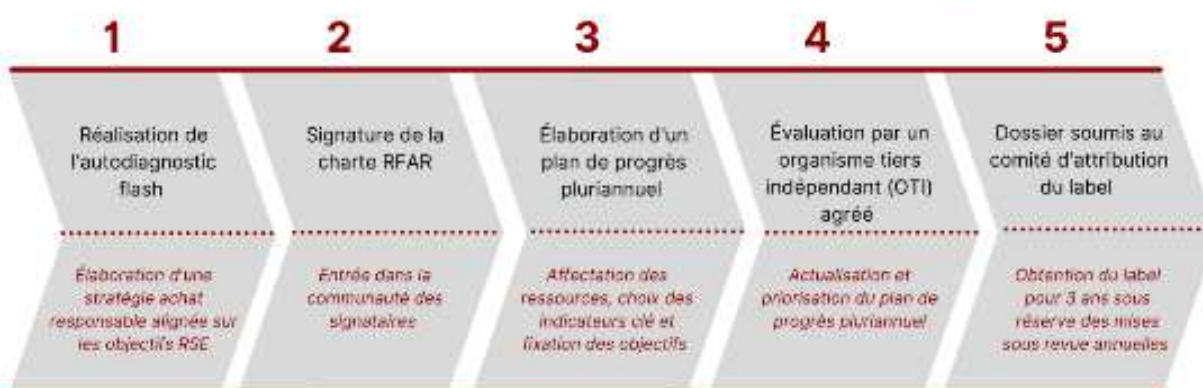 1
2
3
4
5
Réalisation de
l'autodiagnostic
flash
Élaboration d'une
stratégie achat
responsable alignée sur
les objectifs RSE
Signature de la
charte RFAR
Entrée dans la
communauté des
signataires
Élaboration d'un
plan de progrès
pluriannuel
Affectation des
ressources, choix des
indicateurs clé et
fixation des objectifs
Évaluation par un
organisme tiers
indépendant (OTI)
agréé
Actualisation et
priorisation du plan de
progrès pluriannuel
Dossier soumis au
comité d'attribution
du label
Obtention du label
pour 3 ans sous
réserve des mises
sous revue annuelles